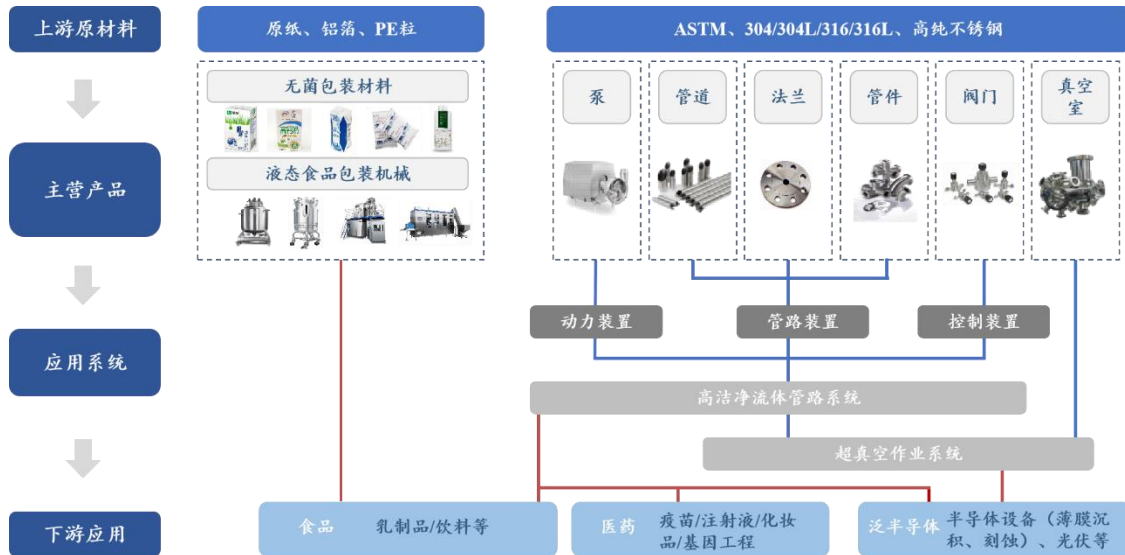 上游原材料
原纸、铝箔、PE粒
ASTM、304/304L/316/316L、高纯不锈钢
无菌包装材料
泵
管道
法兰
管件
阀门
真空
室
主营产品
液态食品包装机械
动力装置
管路装置
控制装置
应用系统
高洁净流体管路系统
超真空作业系统
下游应用
食品
乳制品/饮料等
医药
疫苗/注射液/化妆
品/基因工程
泛半导体
半导体设备（薄膜沉
积、刻蚀）、光伏等